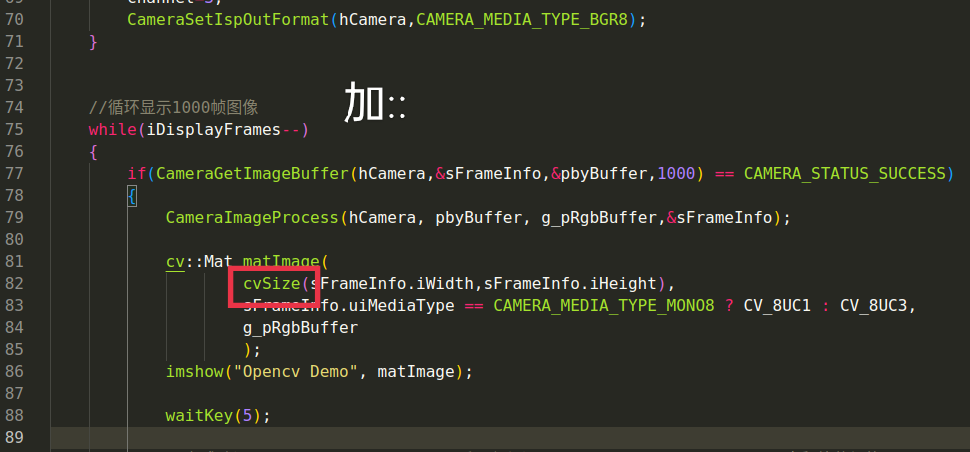 70 CameraSetIspOutFormat(hCamera,CAMERA_MEDIA_TYPE_BGR8);
71 }
72
73
加::
74 //循环显示1000帧图像
75 while(iDisplayFrames--)
76 {
77 if(CameraGetImageBuffer(hCamera,&sFrameInfo,&pbyBuffer,1000) == CAMERA_STATUS_SUCCESS)
78 {
79 CameraImageProcess(hCamera, pbyBuffer, g_pRgbBuffer,&sFrameInfo);
80
81 cv::Mat matImage(
82 cvSize(sFrameInfo.iWidth,sFrameInfo.iHeight),
83 sFrameInfo.uiMediaType == CAMERA_MEDIA_TYPE_MONO8 ? CV_8UC1 : CV_8UC3,
84 g_pRgbBuffer
85 );
86 imshow("Opencv Demo", matImage);
87
88 waitKey(5);
89